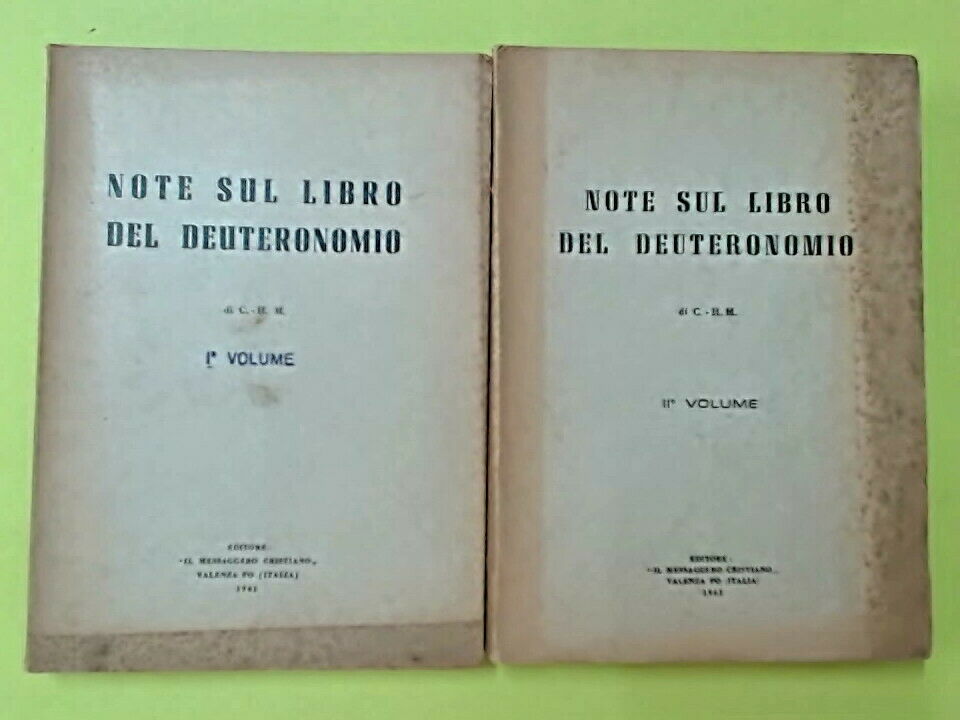 NOTE SUL LIBRO
DEL DEUTERONOMIO
di C. - H. M.
I° VOLUME
EDITORE:
"IL MESSAGGERO CRISTIANO„
VALENZA PO (ITALIA)
NOTE SUL LIBRO
DEL DEUTERONOMIO
di C. - H. M.
II° VOLUME
EDITORE:
"IL MESSAGGERO CRISTIANO„
VALENZA PO (ITALIA)